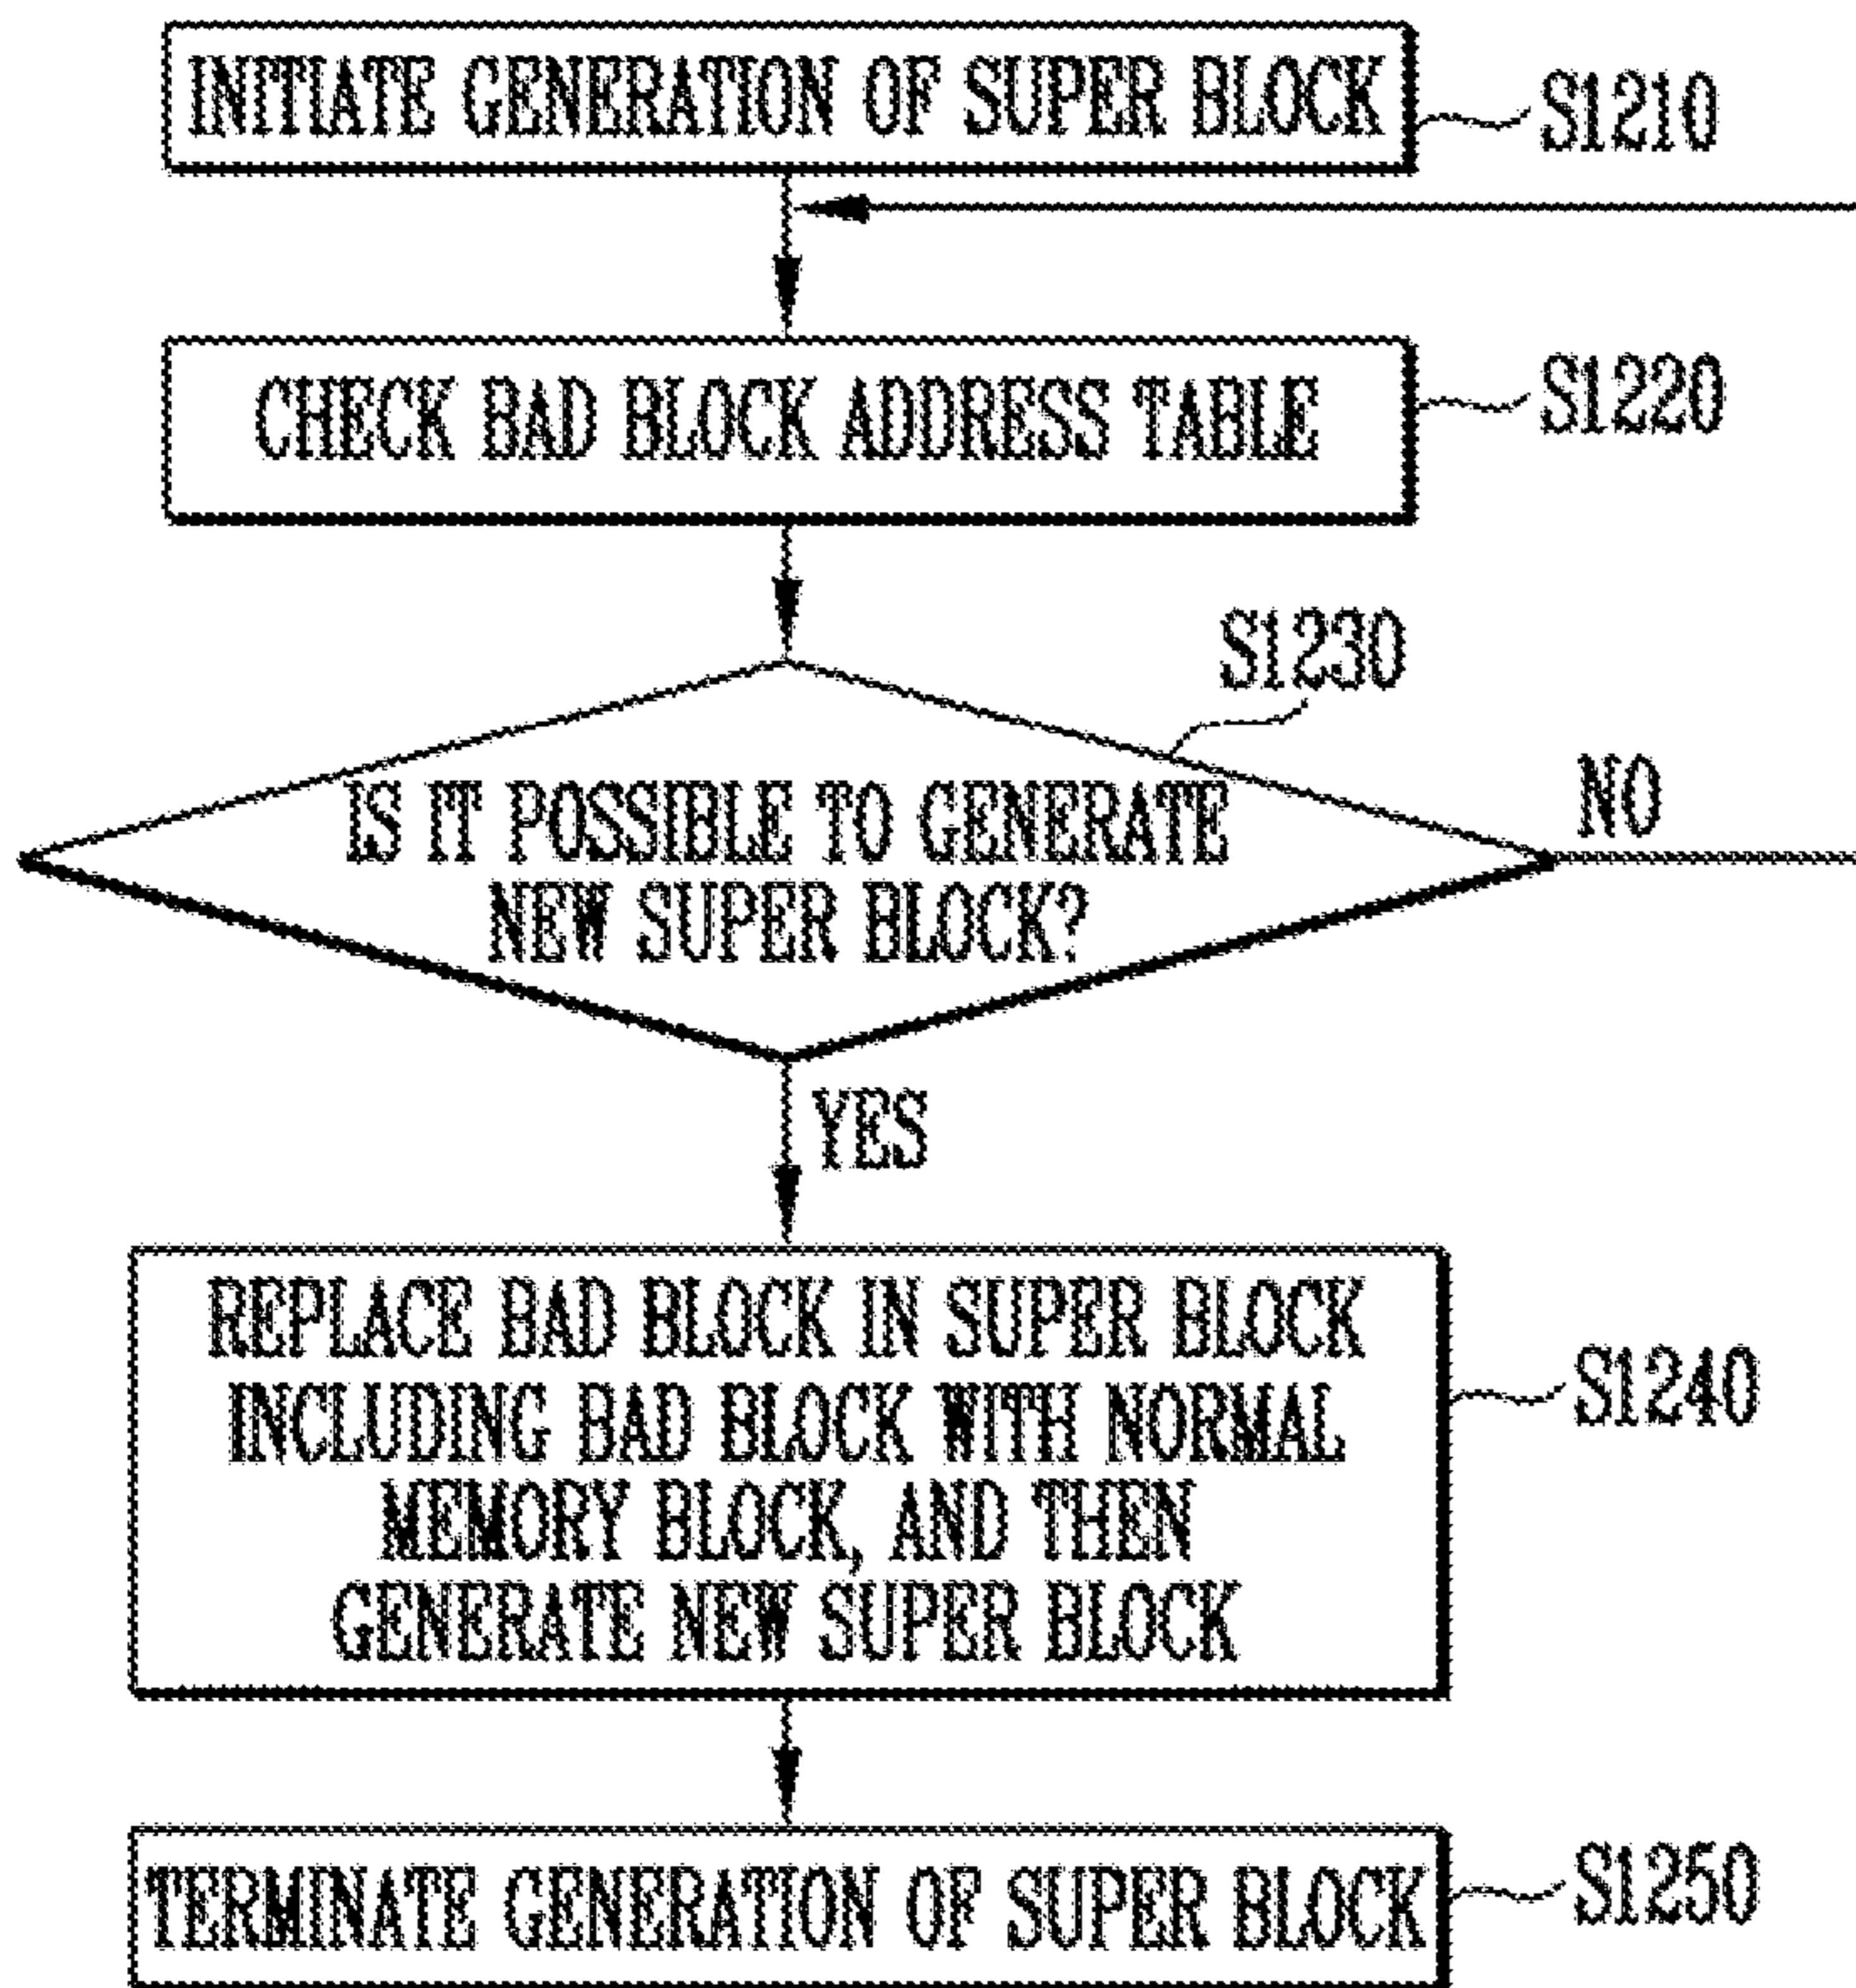 INITIATE GENERATION OF SUPER BLOCK
S1210
CHECK BAD BLOCK ADDRESS TABLE
S1220
S1230
IS IT POSSIBLE TO GENERATE
NEW SUPER BLOCK?
NO
YES
REPLACE BAD BLOCK IN SUPER BLOCK
INCLUDING BAD BLOCK WITH NORMAL
MEMORY BLOCK, AND THEN
GENERATE NEW SUPER BLOCK
S1240
TERMINATE GENERATION OF SUPER BLOCK
S1250